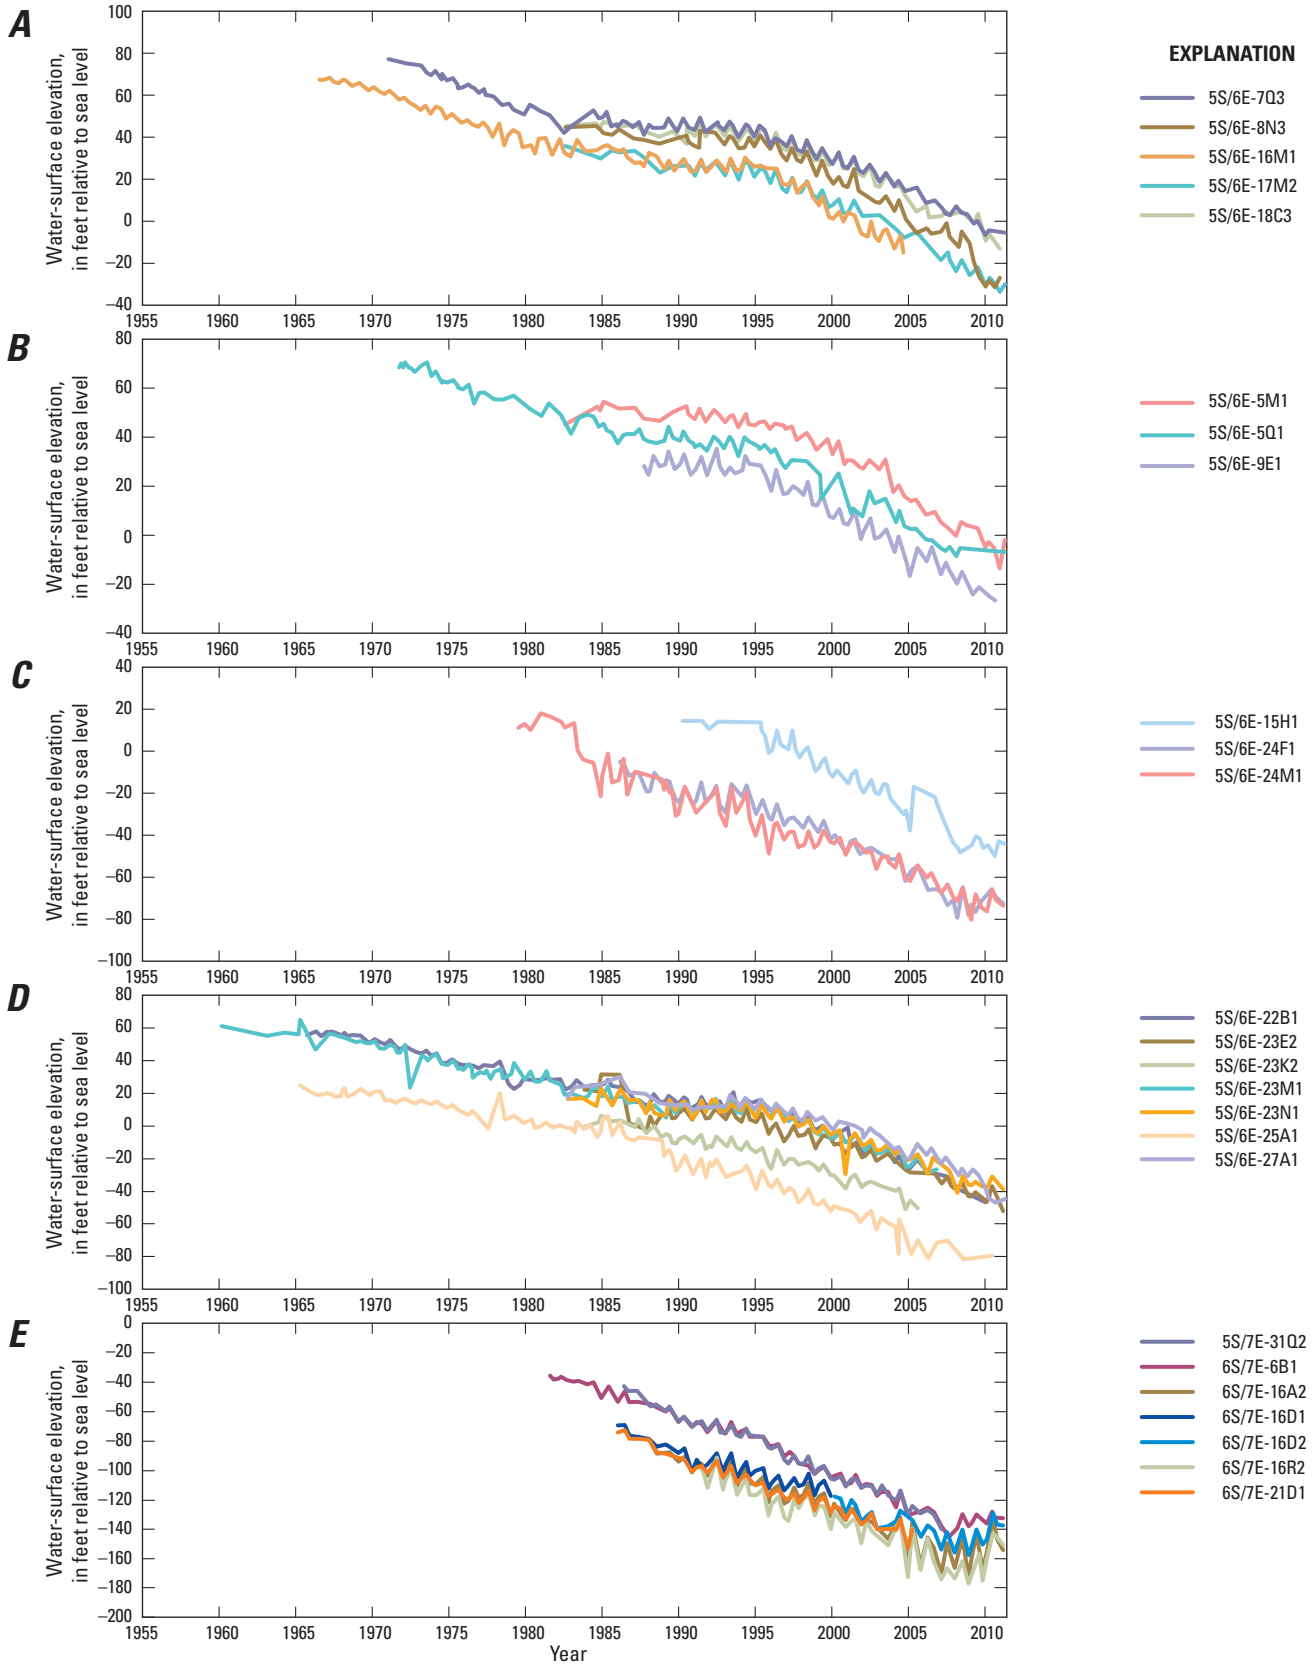 A
Water-surface elevation,
in feet relative to sea level
100
80
60
40
20
0
–20
–40
1955 1960 1965 1970 1975 1980 1985 1990 1995 2000 2005 2010
EXPLANATION
5S/6E-7Q3
5S/6E-8N3
5S/6E-16M1
5S/6E-17M2
5S/6E-18C3
B
Water-surface elevation,
in feet relative to sea level
80
60
40
20
0
–20
–40
1955 1960 1965 1970 1975 1980 1985 1990 1995 2000 2005 2010
5S/6E-5M1
5S/6E-5Q1
5S/6E-9E1
C
Water-surface elevation,
in feet relative to sea level
40
20
0
–20
–40
–60
–80
–100
1955 1960 1965 1970 1975 1980 1985 1990 1995 2000 2005 2010
5S/6E-15H1
5S/6E-24F1
5S/6E-24M1
D
Water-surface elevation,
in feet relative to sea level
80
60
40
20
0
–20
–40
–60
–80
–100
1955 1960 1965 1970 1975 1980 1985 1990 1995 2000 2005 2010
5S/6E-22B1
5S/6E-23E2
5S/6E-23K2
5S/6E-23M1
5S/6E-23N1
5S/6E-25A1
5S/6E-27A1
E
Water-surface elevation,
in feet relative to sea level
0
–20
–40
–60
–80
–100
–120
–140
–160
–180
–200
1955 1960 1965 1970 1975 1980 1985 1990 1995 2000 2005 2010
Year
5S/7E-31Q2
6S/7E-6B1
6S/7E-16A2
6S/7E-16D1
6S/7E-16D2
6S/7E-16R2
6S/7E-21D1